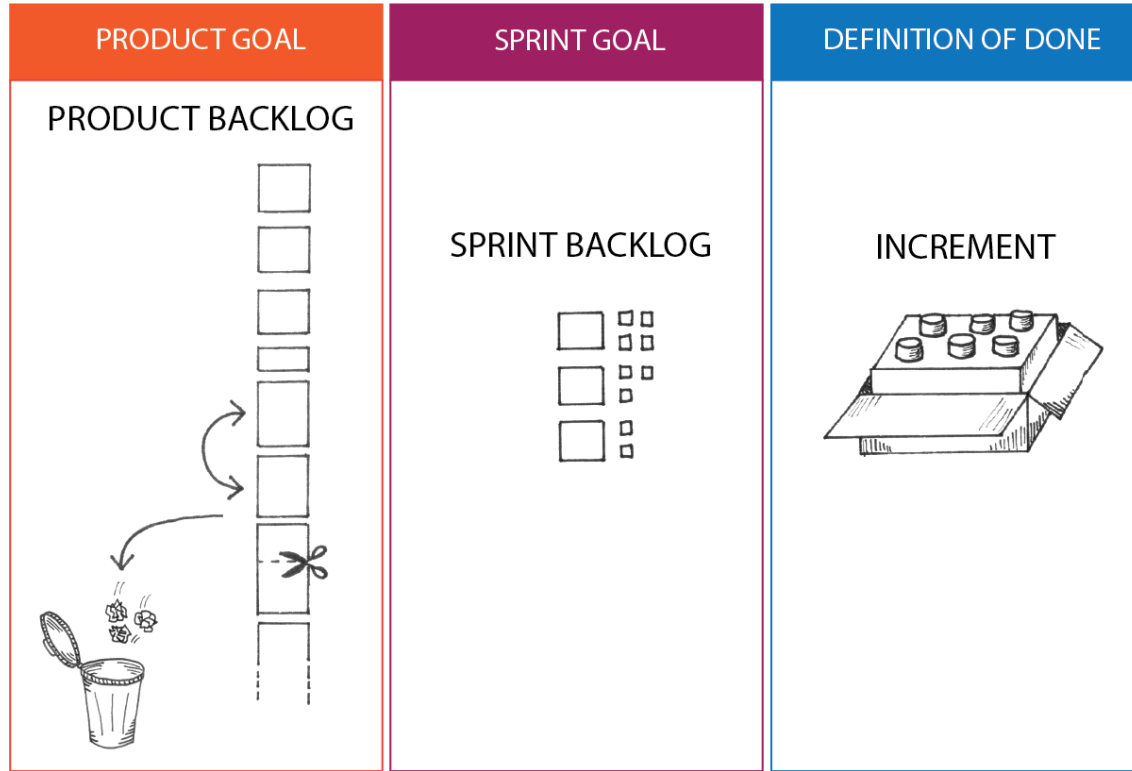 PRODUCT GOAL
PRODUCT BACKLOG
SPRINT GOAL
SPRINT BACKLOG
DEFINITION OF DONE
INCREMENT